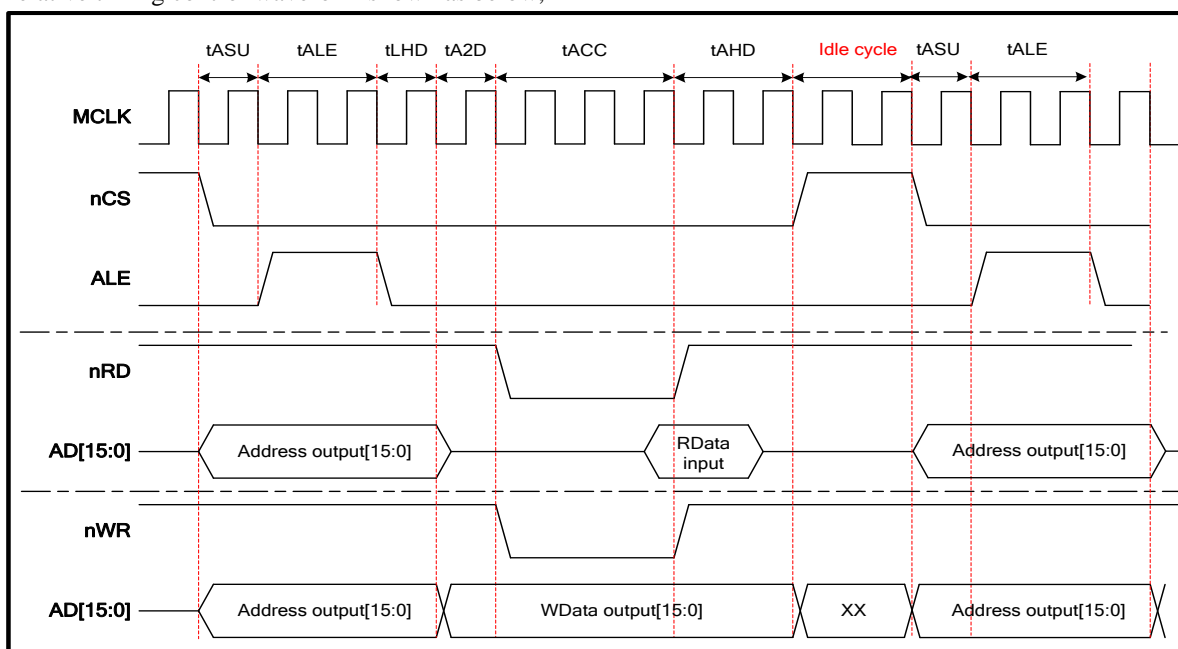 tASU tALE tLHD tA2D tACC tAHD Idle cycle tASU tALE
MCLK
nCS
ALE
nRD
AD[15:0] Address output[15:0] RData input Address output[15:0]
nWR
AD[15:0] Address output[15:0] WData output[15:0] XX Address output[15:0]